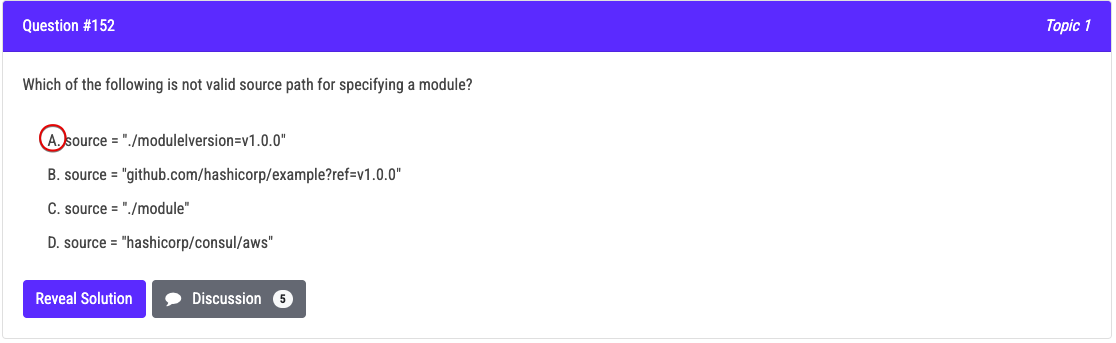 Question #152
Topic 1
Which of the following is not valid source path for specifying a module?
A. source = "./modulelversion=v1.0.0"
B. source = "github.com/hashicorp/example?ref=v1.0.0"
C. source = "./module"
D. source = "hashicorp/consul/aws"
Reveal Solution
Discussion 5